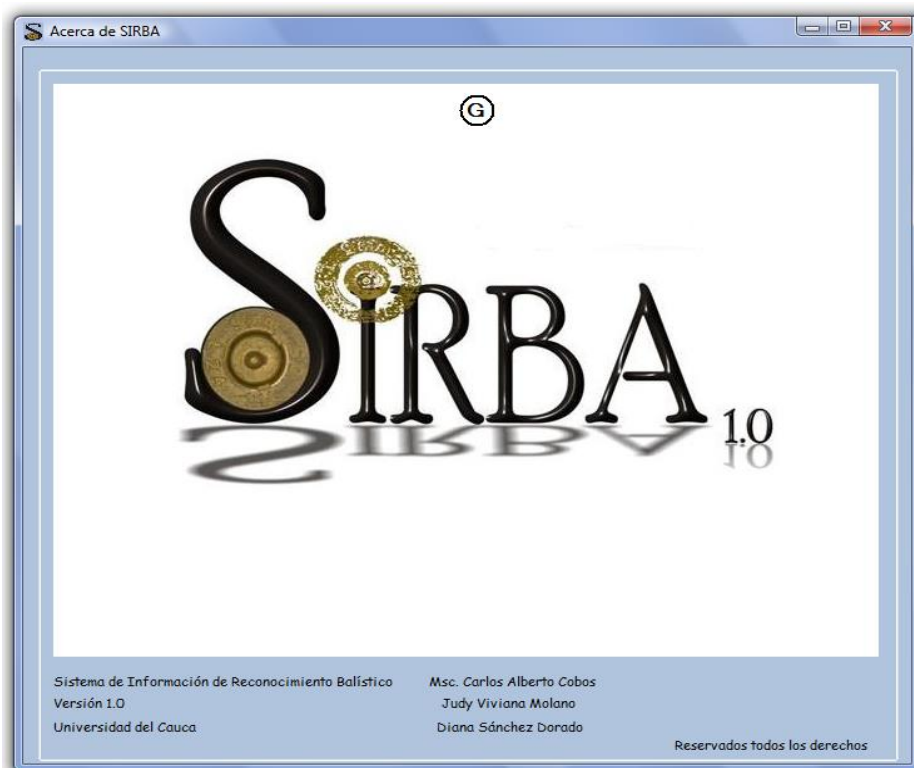 Acerca de SIRBA
G
SIRBA 1.0
Sistema de Información de Reconocimiento Balístico
Versión 1.0
Universidad del Cauca
Msc. Carlos Alberto Cobos
Judy Viviana Molano
Diana Sánchez Dorado
Reservados todos los derechos